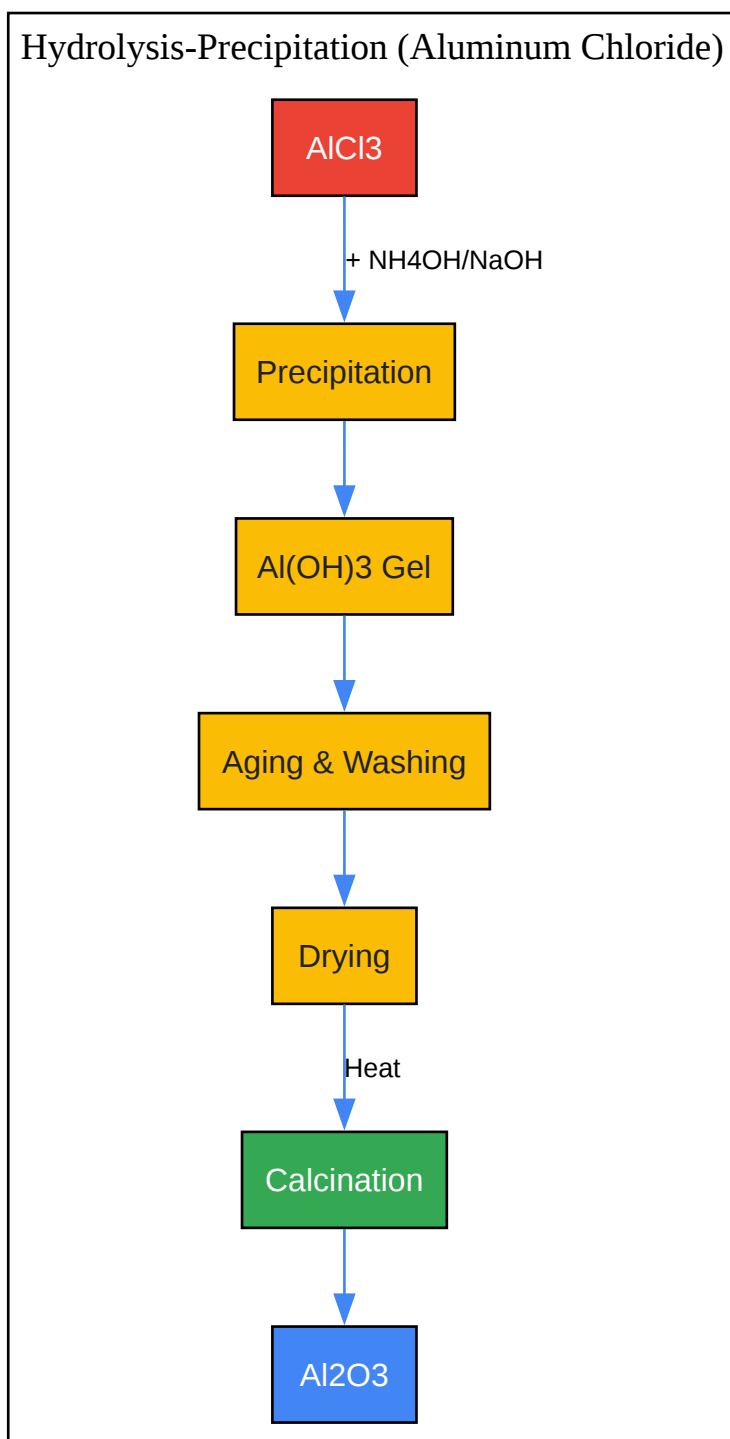 Hydrolysis-Precipitation (Aluminum Chloride)
AlCl3
+ NH4OH/NaOH
Precipitation
Al(OH)3 Gel
Aging & Washing
Drying
Heat
Calcination
Al2O3